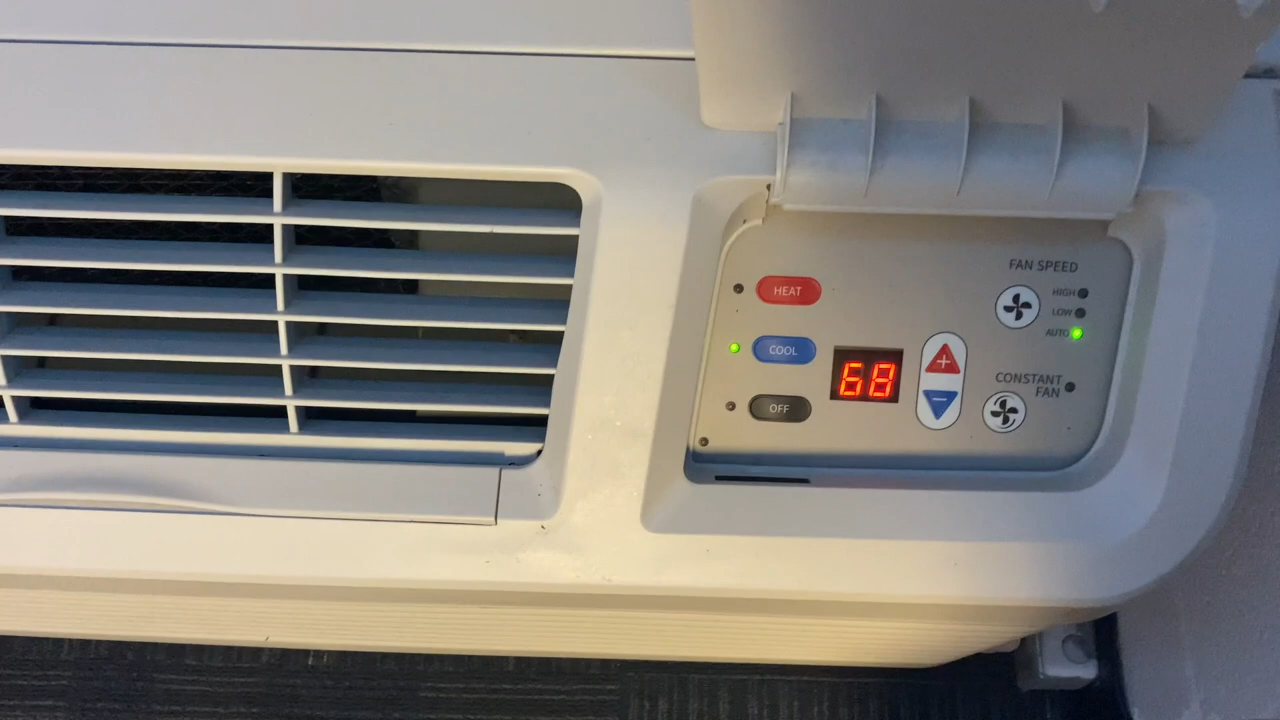 HEAT
COOL
OFF
68
+
−
FAN SPEED
HIGH
LOW
AUTO
CONSTANT
FAN